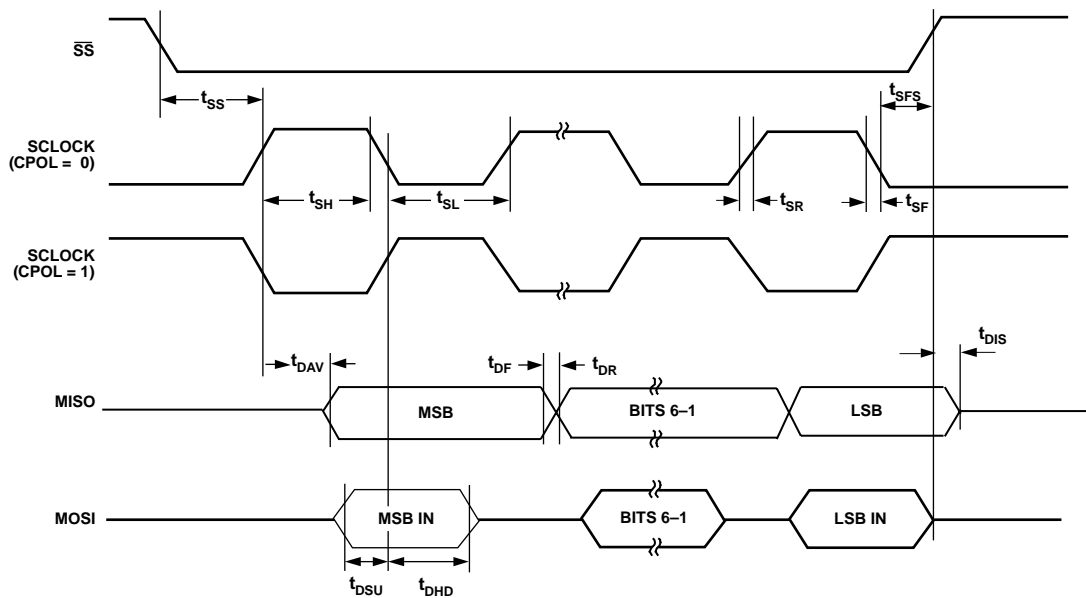 SS
tSS
tSFS
SCLOCK
(CPOL = 0)
tSH
tSL
tSR
tSF
SCLOCK
(CPOL = 1)
tDAV
tDF
tDR
tDIS
MISO
MSB
BITS 6–1
LSB
MOSI
MSB IN
BITS 6–1
LSB IN
tDSU
tDHD